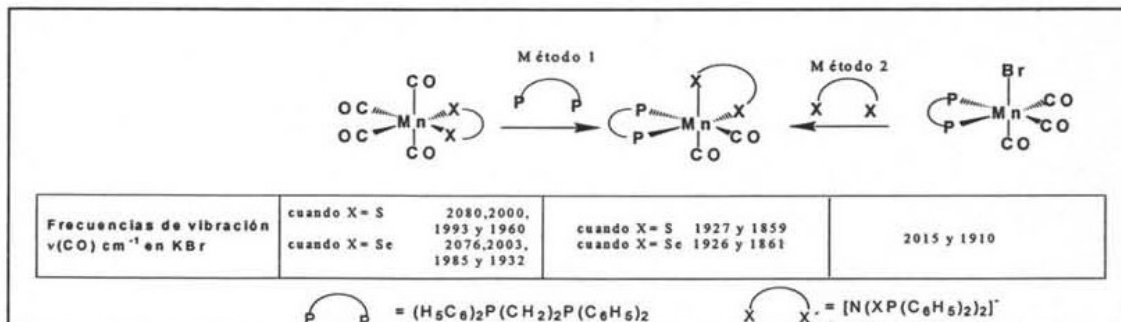 Método 1
Método 2
CO
OC
OC
CO
Mn
X
X
P
P
X
P
P
Mn
X
CO
CO
X
X
Br
P
P
Mn
CO
CO
CO
Frecuencias de vibración
ν(CO) cm⁻¹ en KBr
cuando X= S 2080,2000,
1993 y 1960
cuando X= Se 2076,2003,
1985 y 1932
cuando X= S 1927 y 1859
cuando X= Se 1926 y 1861
2015 y 1910
P P = (H₅C₆)₂P(CH₂)₂P(C₆H₅)₂
X X = [N(XP(C₆H₅)₂)₂]⁻